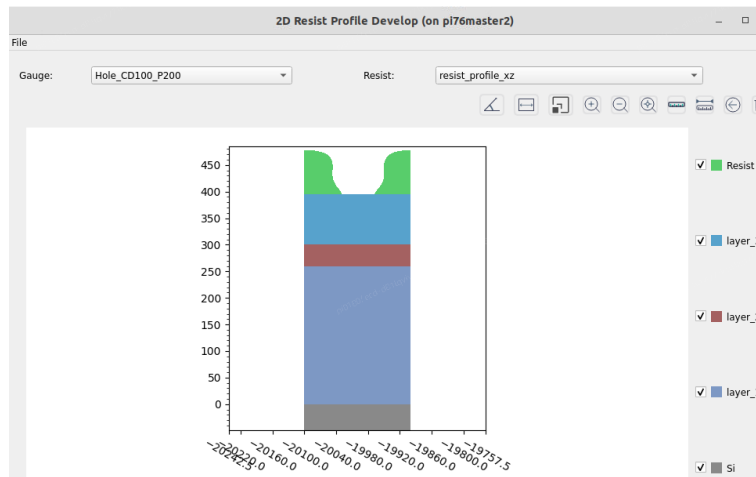 2D Resist Profile Develop (on pi76master2)
File
Gauge: Hole_CD100_P200 Resist: resist_profile_xz
450
400
350
300
250
200
150
100
50
0
Resist
layer_
layer_
layer_
Si
−20242.5 −20220.0 −20160.0 −20100.0 −20040.0 −19980.0 −19920.0 −19860.0 −19800.0 −19757.5